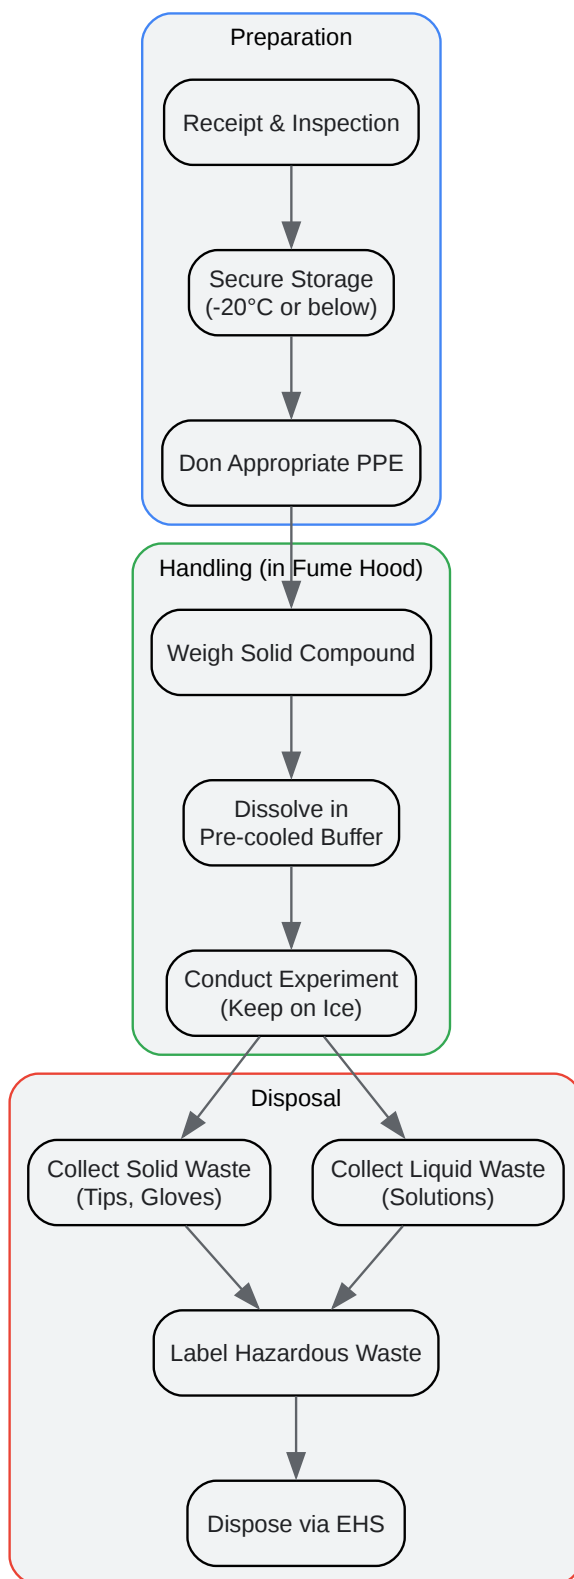 Preparation
Receipt & Inspection
Secure Storage
(-20°C or below)
Don Appropriate PPE
Handling (in Fume Hood)
Weigh Solid Compound
Dissolve in
Pre-cooled Buffer
Conduct Experiment
(Keep on Ice)
Disposal
Collect Solid Waste
(Tips, Gloves)
Collect Liquid Waste
(Solutions)
Label Hazardous Waste
Dispose via EHS